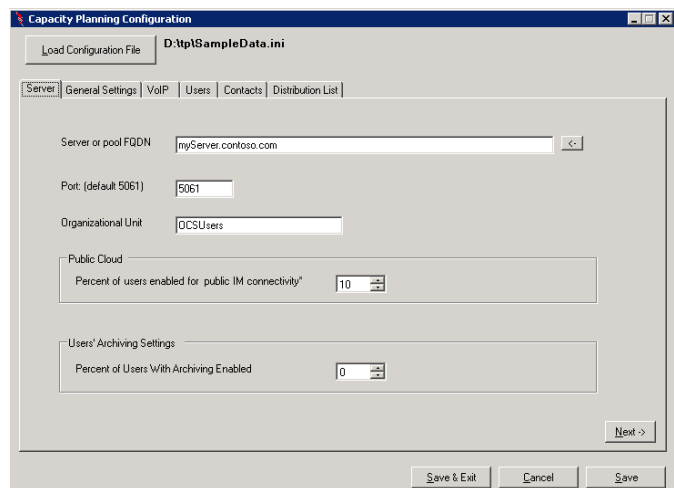 Capacity Planning Configuration
Load Configuration File D:\tp\SampleData.ini
Server General Settings VoIP Users Contacts Distribution List
Server or pool FQDN myServer.contoso.com <-
Port: (default 5061) 5061
Organizational Unit OCSUsers
Public Cloud
Percent of users enabled for public IM connectivity* 10
Users' Archiving Settings
Percent of Users With Archiving Enabled 0
Next ->
Save & Exit Cancel Save